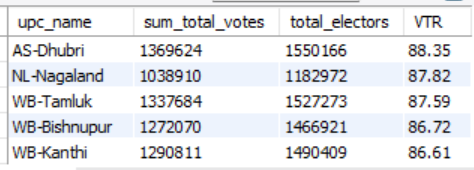 upc_name sum_total_votes total_electors VTR
AS-Dhubri 1369624 1550166 88.35
NL-Nagaland 1038910 1182972 87.82
WB-Tamluk 1337684 1527273 87.59
WB-Bishnupur 1272070 1466921 86.72
WB-Kanthi 1290811 1490409 86.61